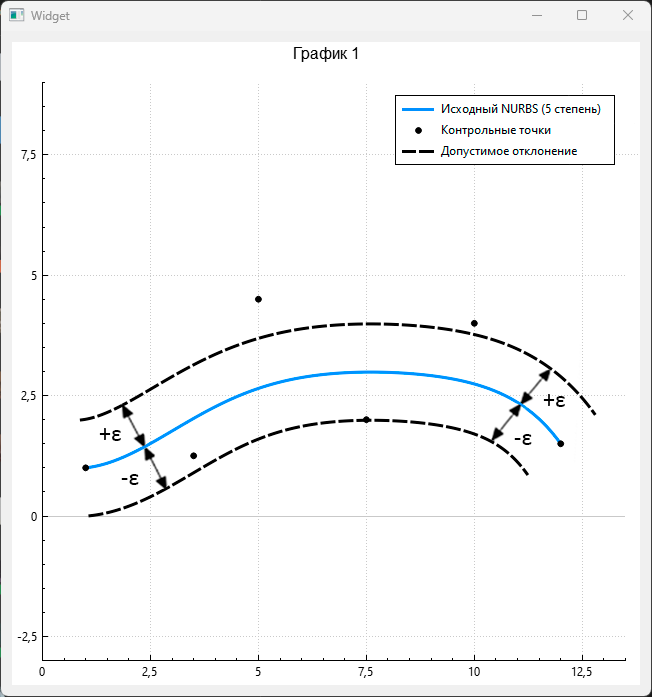 Widget
График 1
Исходный NURBS (5 степень)
Контрольные точки
Допустимое отклонение
7,5
5
2,5
0
-2,5
+ε
-ε
+ε
-ε
0
2,5
5
7,5
10
12,5